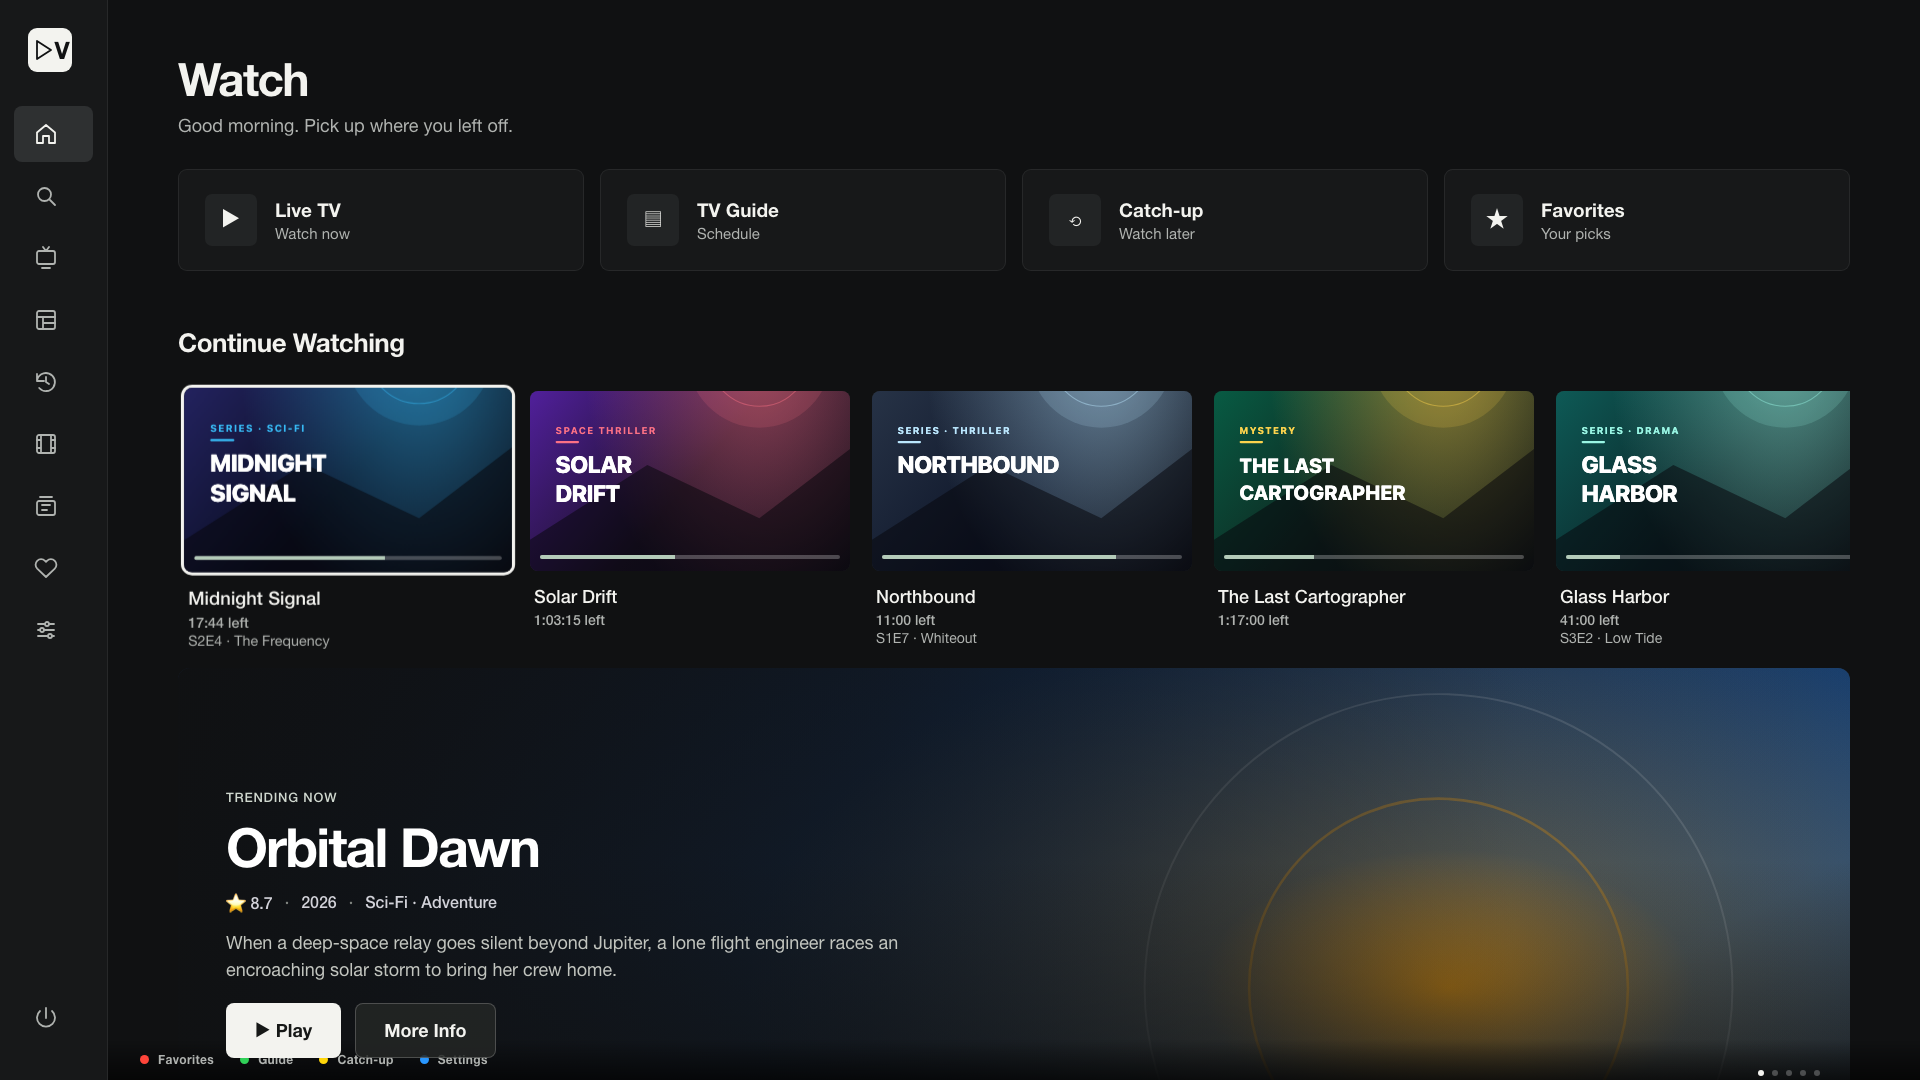 V
Watch
Good morning. Pick up where you left off.
Live TV
Watch now
TV Guide
Schedule
Catch-up
Watch later
Favorites
Your picks
Continue Watching
SERIES · SCI-FI
MIDNIGHT
SIGNAL
Midnight Signal
17:44 left
S2E4 · The Frequency
SPACE THRILLER
SOLAR
DRIFT
Solar Drift
1:03:15 left
SERIES · THRILLER
NORTHBOUND
Northbound
11:00 left
S1E7 · Whiteout
MYSTERY
THE LAST
CARTOGRAPHER
The Last Cartographer
1:17:00 left
SERIES · DRAMA
GLASS
HARBOR
Glass Harbor
41:00 left
S3E2 · Low Tide
TRENDING NOW
Orbital Dawn
8.7 · 2026 · Sci-Fi · Adventure
When a deep-space relay goes silent beyond Jupiter, a lone flight engineer races an
encroaching solar storm to bring her crew home.
Play
More Info
Favorites
Guide
Catch-up
Settings